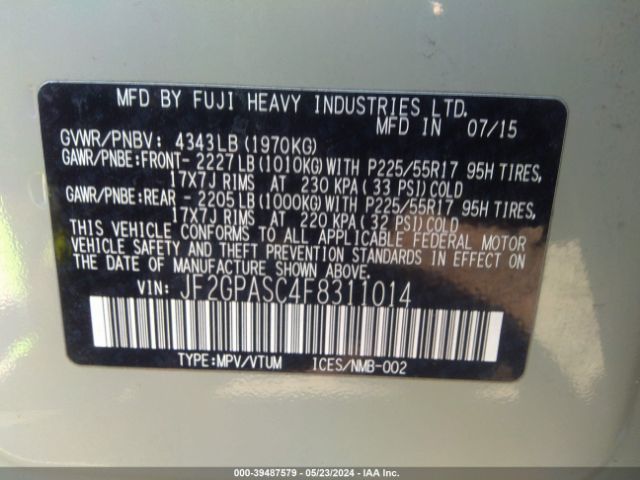 MFD BY FUJI HEAVY INDUSTRIES LTD.
MFD IN 07/15
GVWR/PNBV: 4343LB (1970KG)
GAWR/PNBE:FRONT- 2227LB(1010KG)WITH P225/55R17 95H TIRES,
17X7J RIMS AT 230 KPA (33 PSI)COLD
GAWR/PNBE:REAR - 2205LB(1000KG)WITH P225/55R17 95H TIRES,
17X7J RIMS AT 220 KPA(32 PSI)COLD
THIS VEHICLE CONFORMS TO ALL APPLICABLE FEDERAL MOTOR
VEHICLE SAFETY AND THEFT PREVENTION STANDARDS IN EFFECT ON
THE DATE OF MANUFACTURE SHOWN ABOVE.
VIN: JF2GPASC4F8311014
TYPE:MPV/VTUM ICES/NMB-002
© - 39487579 - 05/23/2024 - IAA Inc.